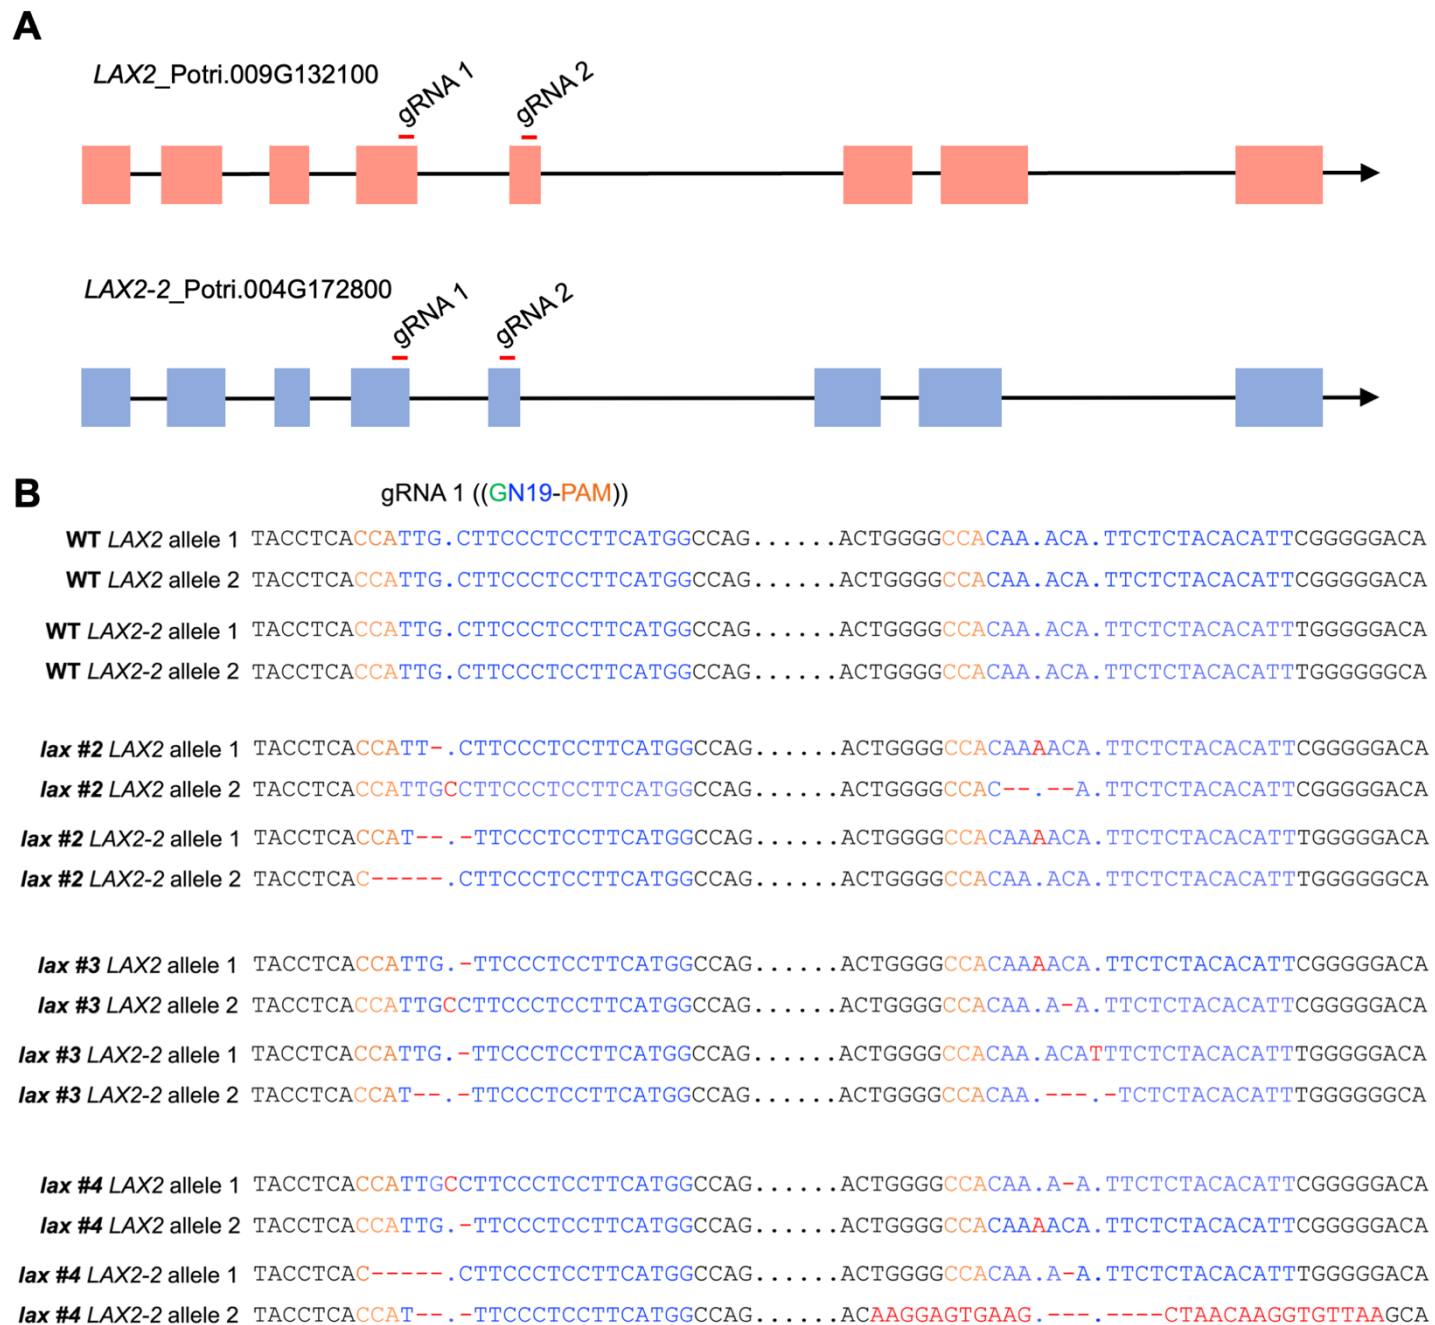 A
LAX2_Potri.009G132100
gRNA 1
gRNA 2
LAX2-2_Potri.004G172800
gRNA 1
gRNA 2
B
gRNA 1 ((GN19-PAM))
WT LAX2 allele 1 TACCTCACCATTG.CTTCCCTCCTTCATGGCCAG......ACTGGGGCCACAA.ACA.TTCTCTACACATTCGGGGGACA
WT LAX2 allele 2 TACCTCACCATTG.CTTCCCTCCTTCATGGCCAG......ACTGGGGCCACAA.ACA.TTCTCTACACATTCGGGGGACA
WT LAX2-2 allele 1 TACCTCACCATTG.CTTCCCTCCTTCATGGCCAG......ACTGGGGCCACAA.ACA.TTCTCTACACATTTGGGGGACA
WT LAX2-2 allele 2 TACCTCACCATTG.CTTCCCTCCTTCATGGCCAG......ACTGGGGCCACAA.ACA.TTCTCTACACATTTGGGGGGCA
lax #2 LAX2 allele 1 TACCTCACCATT-.CTTCCCTCCTTCATGGCCAG......ACTGGGGCCACAAAACA.TTCTCTACACATTCGGGGGACA
lax #2 LAX2 allele 2 TACCTCACCATTGCCTTCCCTCCTTCATGGCCAG......ACTGGGGCCAC--.--A.TTCTCTACACATTCGGGGGACA
lax #2 LAX2-2 allele 1 TACCTCACCAT--.-TTCCCTCCTTCATGGCCAG......ACTGGGGCCACAAAACA.TTCTCTACACATTTGGGGGACA
lax #2 LAX2-2 allele 2 TACCTCAC-----.CTTCCCTCCTTCATGGCCAG......ACTGGGGCCACAA.ACA.TTCTCTACACATTTGGGGGGCA
lax #3 LAX2 allele 1 TACCTCACCATTG.-TTCCCTCCTTCATGGCCAG......ACTGGGGCCACAAAACA.TTCTCTACACATTCGGGGGACA
lax #3 LAX2 allele 2 TACCTCACCATTGCCTTCCCTCCTTCATGGCCAG......ACTGGGGCCACAA.A-A.TTCTCTACACATTCGGGGGACA
lax #3 LAX2-2 allele 1 TACCTCACCATTG.-TTCCCTCCTTCATGGCCAG......ACTGGGGCCACAA.ACATTTCTCTACACATTTGGGGGACA
lax #3 LAX2-2 allele 2 TACCTCACCAT--.-TTCCCTCCTTCATGGCCAG......ACTGGGGCCACAA.---.-TCTCTACACATTTGGGGGGCA
lax #4 LAX2 allele 1 TACCTCACCATTGCCTTCCCTCCTTCATGGCCAG......ACTGGGGCCACAA.A-A.TTCTCTACACATTCGGGGGACA
lax #4 LAX2 allele 2 TACCTCACCATTG.-TTCCCTCCTTCATGGCCAG......ACTGGGGCCACAAAACA.TTCTCTACACATTCGGGGGACA
lax #4 LAX2-2 allele 1 TACCTCAC-----.CTTCCCTCCTTCATGGCCAG......ACTGGGGCCACAA.A-A.TTCTCTACACATTTGGGGGACA
lax #4 LAX2-2 allele 2 TACCTCACCAT--.-TTCCCTCCTTCATGGCCAG......ACAAGGAGTGAAG.---.----CTAACAAGGTGTTAAGCA